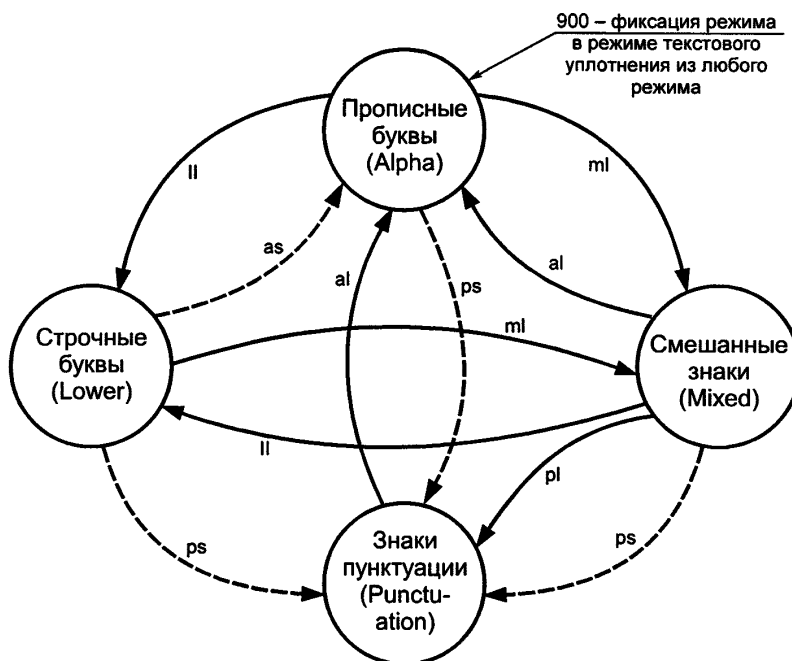 900 – фиксация режима
в режиме текстового
уплотнения из любого
режима
Прописные
буквы
(Alpha)
ll
ml
as
al
ps
al
Строчные
буквы
(Lower)
ml
Смешанные
знаки
(Mixed)
ll
pl
ps
ps
Знаки
пунктуации
(Punctu-
ation)